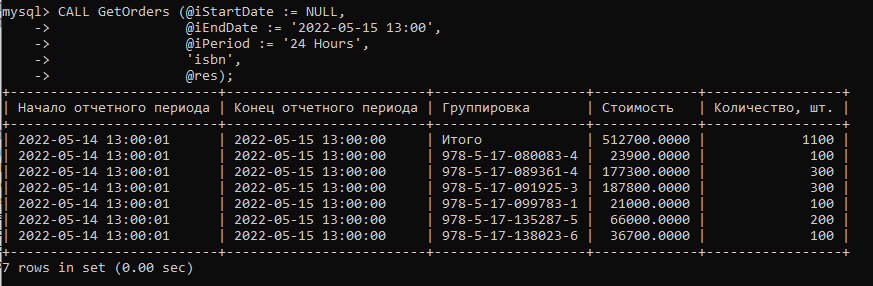 mysql> CALL GetOrders (@iStartDate := NULL,
    ->                 @iEndDate := '2022-05-15 13:00',
    ->                 @iPeriod := '24 Hours',
    ->                 'isbn',
    ->                 @res);
+---------------------------+------------------------+-------------------+-------------+----------------+
| Начало отчетного периода | Конец отчетного периода | Группировка       | Стоимость   | Количество, шт. |
+---------------------------+------------------------+-------------------+-------------+----------------+
| 2022-05-14 13:00:01      | 2022-05-15 13:00:00     | Итого             | 512700.0000 |            1100 |
| 2022-05-14 13:00:01      | 2022-05-15 13:00:00     | 978-5-17-080083-4 |  23900.0000 |             100 |
| 2022-05-14 13:00:01      | 2022-05-15 13:00:00     | 978-5-17-089361-4 | 177300.0000 |             300 |
| 2022-05-14 13:00:01      | 2022-05-15 13:00:00     | 978-5-17-091925-3 | 187800.0000 |             300 |
| 2022-05-14 13:00:01      | 2022-05-15 13:00:00     | 978-5-17-099783-1 |  21000.0000 |             100 |
| 2022-05-14 13:00:01      | 2022-05-15 13:00:00     | 978-5-17-135287-5 |  66000.0000 |             200 |
| 2022-05-14 13:00:01      | 2022-05-15 13:00:00     | 978-5-17-138023-6 |  36700.0000 |             100 |
+---------------------------+------------------------+-------------------+-------------+----------------+
7 rows in set (0.00 sec)